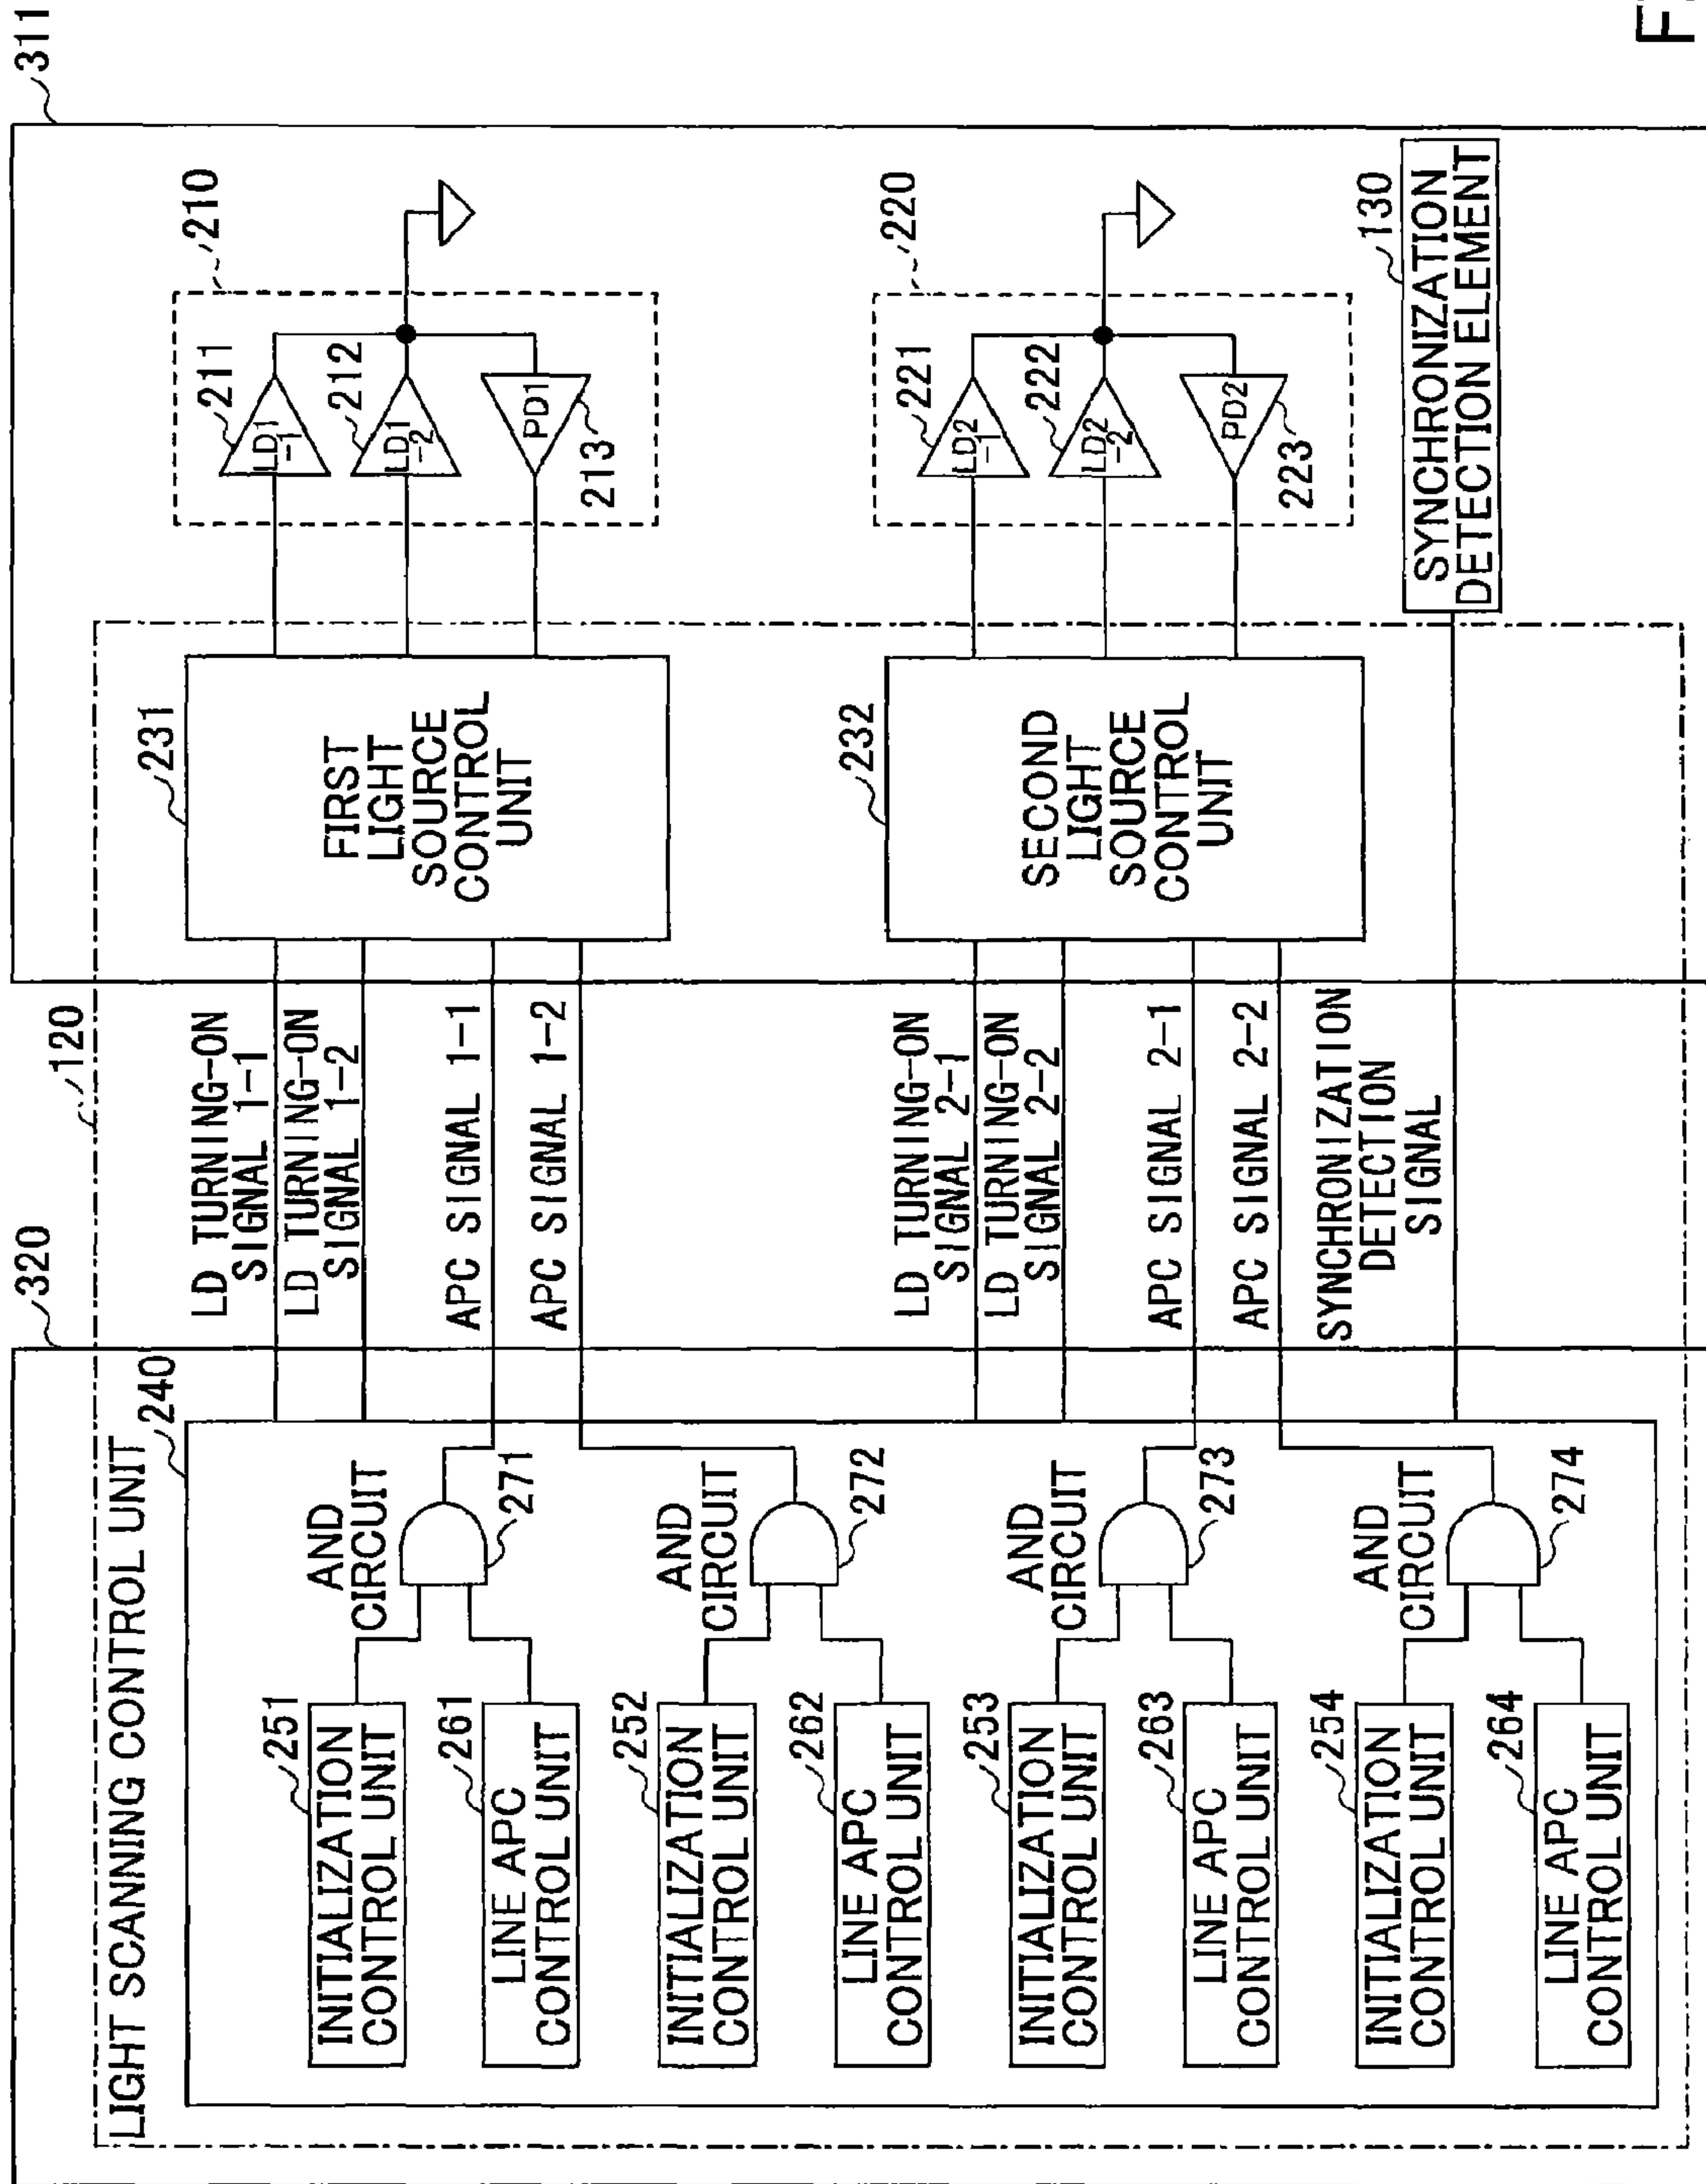 320
120
311
LIGHT SCANNING CONTROL UNIT
240
251
INITIALIZATION
CONTROL UNIT
261
LINE APC
CONTROL UNIT
AND
CIRCUIT
271
252
INITIALIZATION
CONTROL UNIT
262
LINE APC
CONTROL UNIT
AND
CIRCUIT
272
253
INITIALIZATION
CONTROL UNIT
263
LINE APC
CONTROL UNIT
AND
CIRCUIT
273
254
INITIALIZATION
CONTROL UNIT
264
LINE APC
CONTROL UNIT
AND
CIRCUIT
274
LD TURNING-ON
SIGNAL 1-1
LD TURNING-ON
SIGNAL 1-2
APC SIGNAL 1-1
APC SIGNAL 1-2
LD TURNING-ON
SIGNAL 2-1
LD TURNING-ON
SIGNAL 2-2
APC SIGNAL 2-1
APC SIGNAL 2-2
SYNCHRONIZATION
DETECTION
SIGNAL
231
FIRST
LIGHT
SOURCE
CONTROL
UNIT
232
SECOND
LIGHT
SOURCE
CONTROL
UNIT
210
211
LD1
-1
212
LD1
-2
PD1
213
220
221
LD2
-1
222
LD2
-2
PD2
223
130
SYNCHRONIZATION
DETECTION ELEMENT